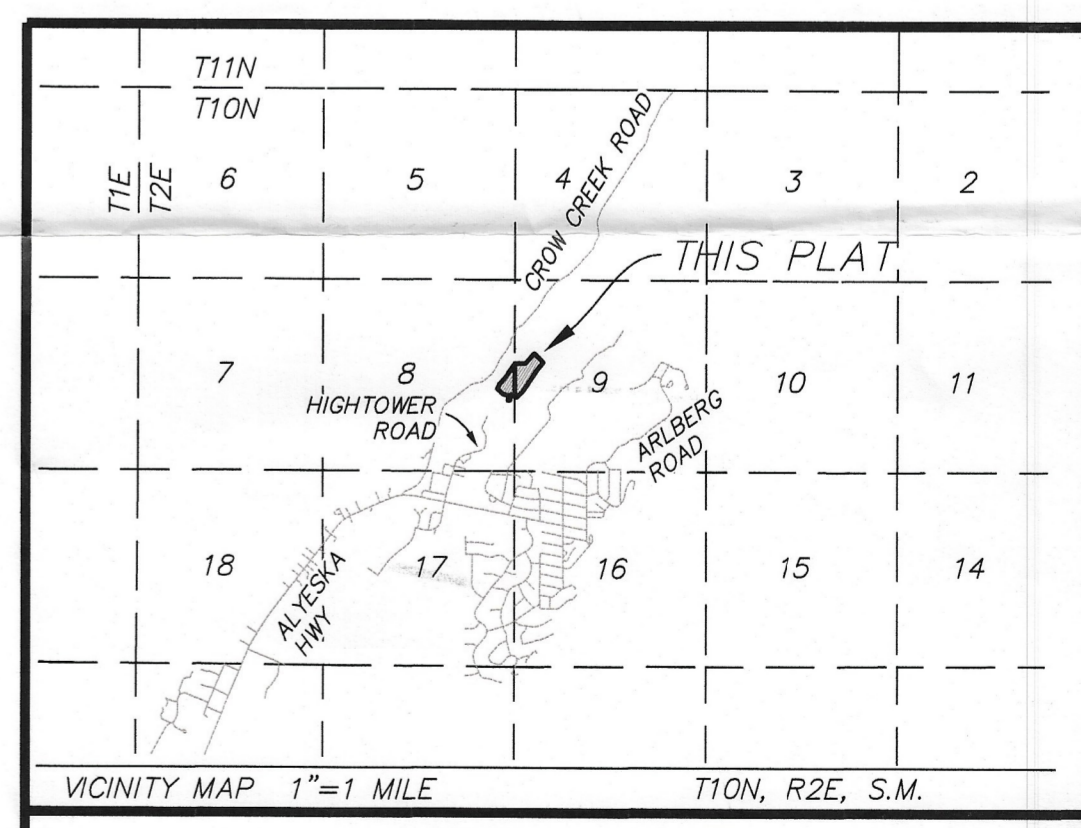 T11N
T10N
T1E
T2E
6
5
4
3
2
CROW CREEK ROAD
THIS PLAT
7
8
9
10
11
HIGHTOWER
ROAD
ARLBERG
ROAD
18
17
16
15
14
ALYESKA
HWY
VICINITY MAP 1"=1 MILE
T10N, R2E, S.M.